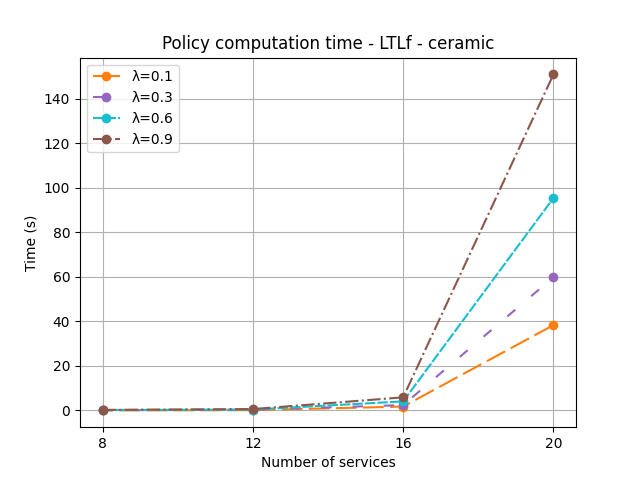 Policy computation time - LTLf - ceramic
λ=0.1
λ=0.3
λ=0.6
λ=0.9
140
120
100
80
60
40
20
0
Time (s)
8 12 16 20
Number of services